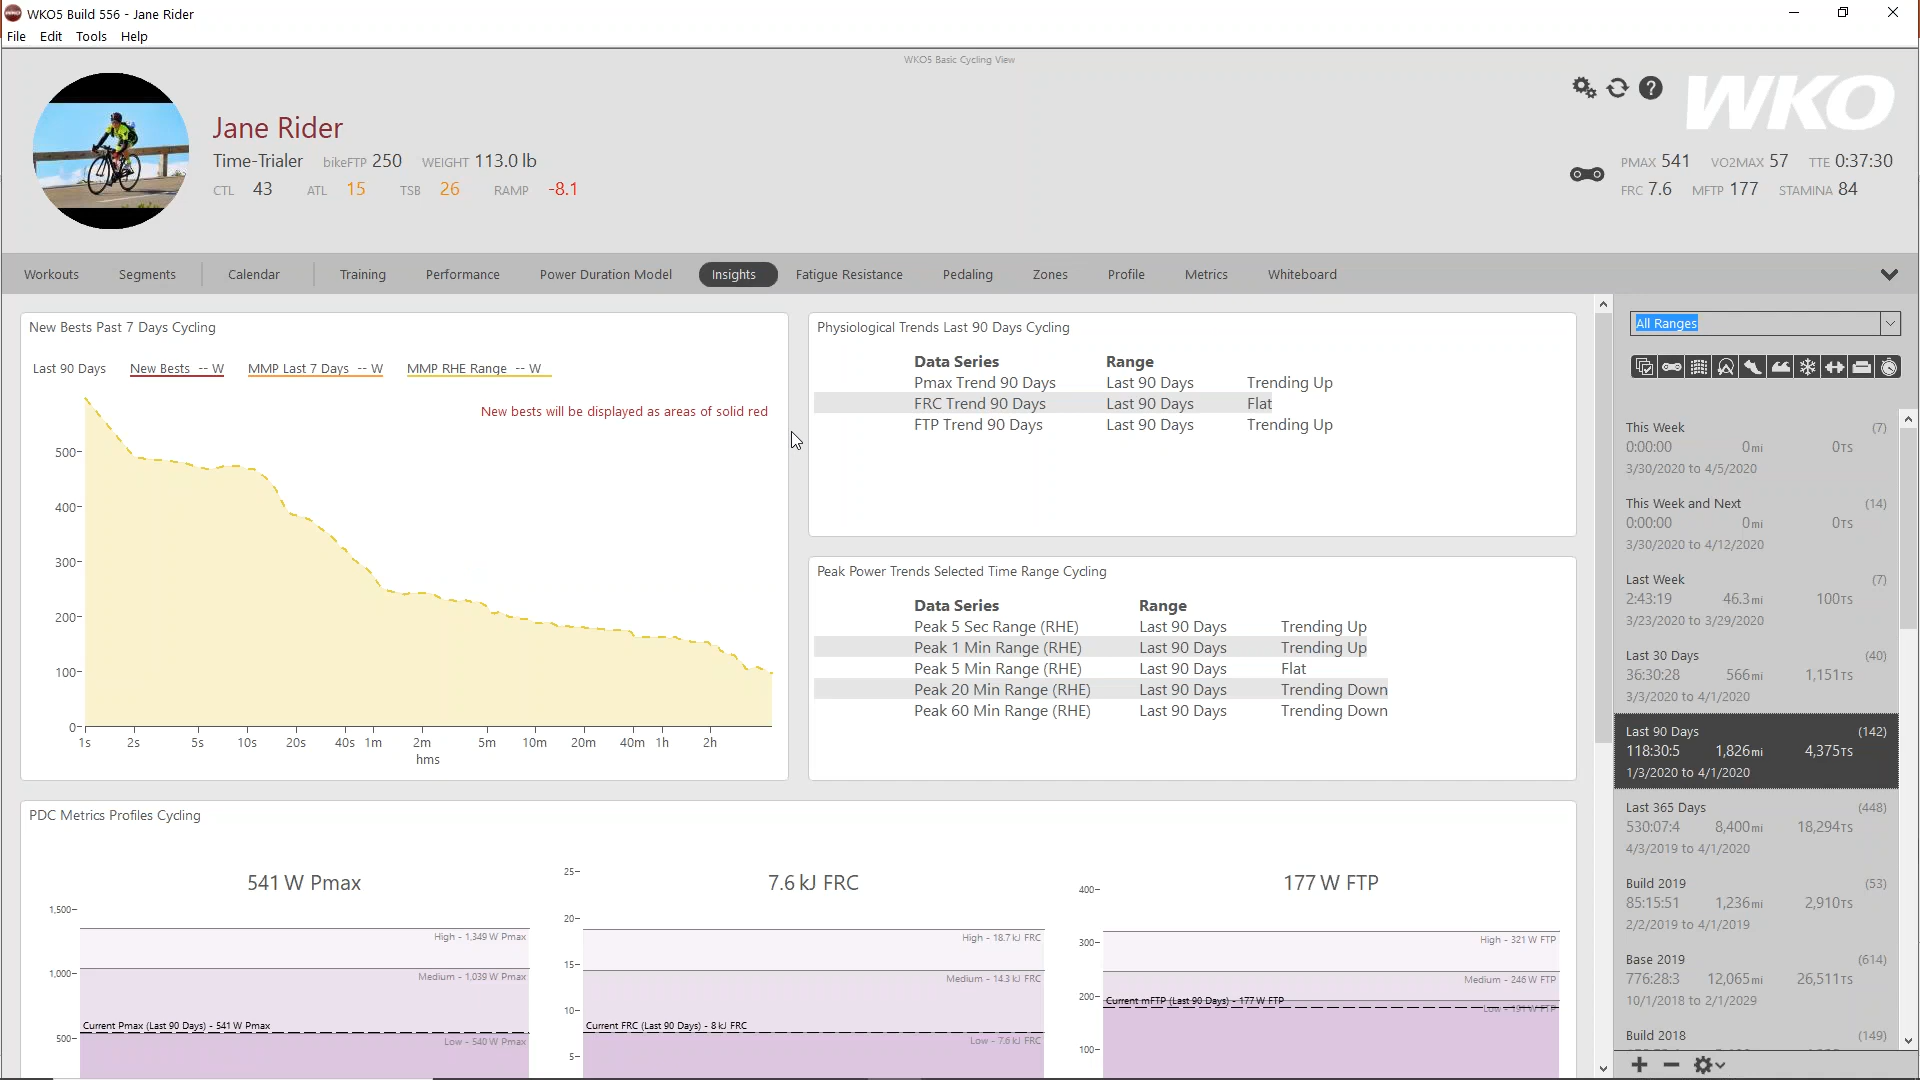 WKO5 Build 556 - Jane Rider
File Edit Tools Help
WKO5 Basic Cycling View
Jane Rider
Time-Trialer bikeFTP 250 WEIGHT 113.0 lb
CTL 43 ATL 15 TSB 26 RAMP -8.1
WKO
PMAX 541 VO2MAX 57 TTE 0:37:30
FRC 7.6 MFTP 177 STAMINA 84
Workouts Segments Calendar Training Performance Power Duration Model Insights Fatigue Resistance Pedaling Zones Profile Metrics Whiteboard
New Bests Past 7 Days Cycling
Last 90 Days New Bests -- W MMP Last 7 Days -- W MMP RHE Range -- W
New bests will be displayed as areas of solid red
500-
400-
300-
200-
100-
0-
1s 2s 5s 10s 20s 40s 1m 2m 5m 10m 20m 40m 1h 2h
hms
Physiological Trends Last 90 Days Cycling
Data Series Range
Pmax Trend 90 Days Last 90 Days Trending Up
FRC Trend 90 Days Last 90 Days Flat
FTP Trend 90 Days Last 90 Days Trending Up
Peak Power Trends Selected Time Range Cycling
Data Series Range
Peak 5 Sec Range (RHE) Last 90 Days Trending Up
Peak 1 Min Range (RHE) Last 90 Days Trending Up
Peak 5 Min Range (RHE) Last 90 Days Flat
Peak 20 Min Range (RHE) Last 90 Days Trending Down
Peak 60 Min Range (RHE) Last 90 Days Trending Down
PDC Metrics Profiles Cycling
541 W Pmax
1,500-
1,000-
500-
High - 1,349 W Pmax
Medium - 1,039 W Pmax
Current Pmax (Last 90 Days) - 541 W Pmax
Low - 540 W Pmax
7.6 kJ FRC
25-
20-
15-
10-
5-
High - 18.7 kJ FRC
Medium - 14.3 kJ FRC
Current FRC (Last 90 Days) - 8 kJ FRC
Low - 7.6 kJ FRC
177 W FTP
400-
300-
200-
100-
High - 321 W FTP
Medium - 246 W FTP
Current mFTP (Last 90 Days) - 177 W FTP
Low - 191 W FTP
All Ranges
This Week (7)
0:00:00 0mi 0TS
3/30/2020 to 4/5/2020
This Week and Next (14)
0:00:00 0mi 0TS
3/30/2020 to 4/12/2020
Last Week (7)
2:43:19 46.3mi 100TS
3/23/2020 to 3/29/2020
Last 30 Days (40)
36:30:28 566mi 1,151TS
3/3/2020 to 4/1/2020
Last 90 Days (142)
118:30:5 1,826mi 4,375TS
1/3/2020 to 4/1/2020
Last 365 Days (448)
530:07:4 8,400mi 18,294TS
4/3/2019 to 4/1/2020
Build 2019 (53)
85:15:51 1,236mi 2,910TS
2/2/2019 to 4/1/2019
Base 2019 (614)
776:28:3 12,065mi 26,511TS
10/1/2018 to 2/1/2029
Build 2018 (149)